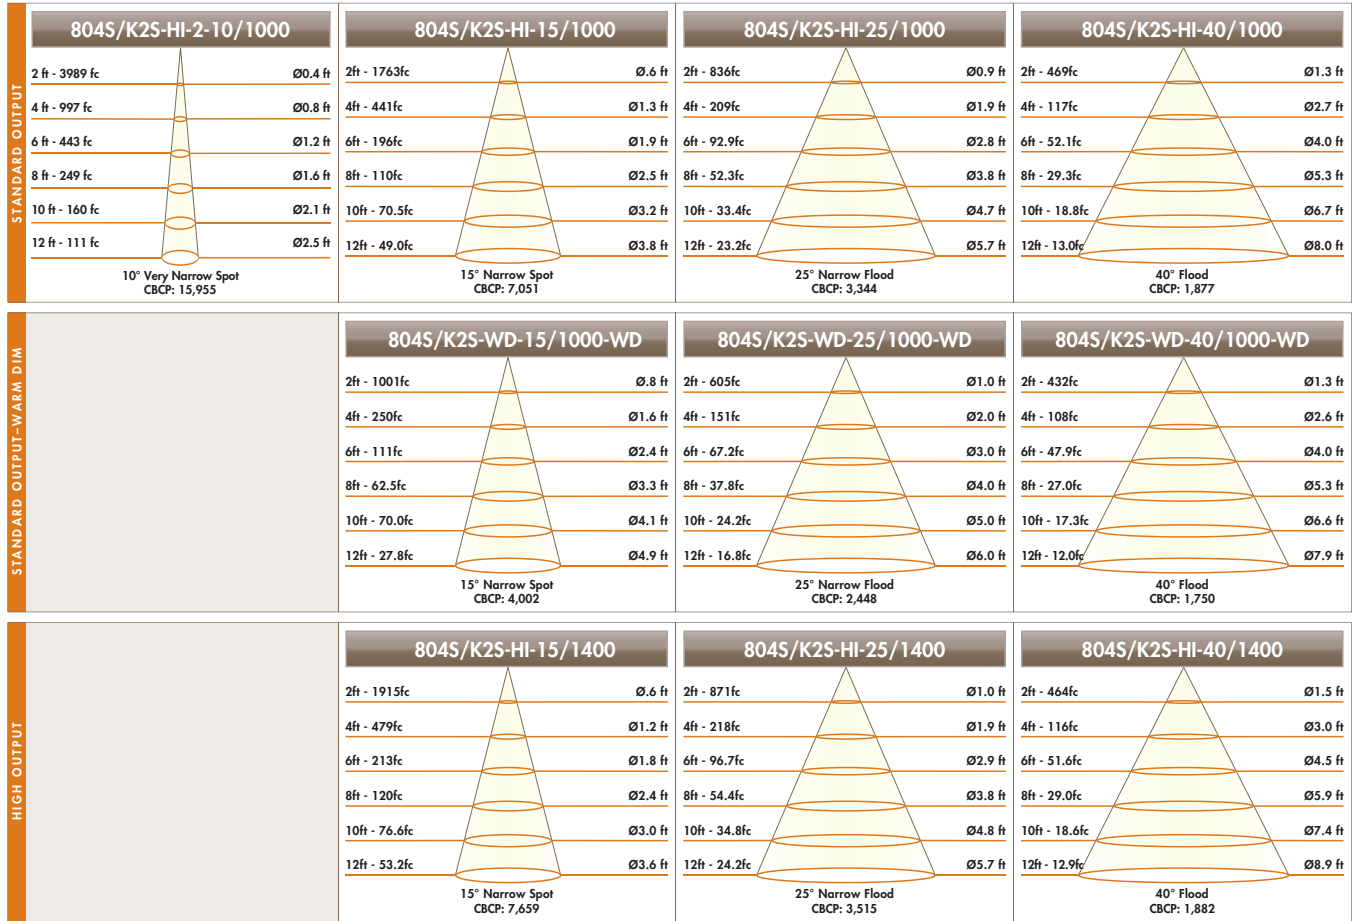 STANDARD OUTPUT
804S/K2S-HI-2-10/1000
2 ft - 3989 fc Ø0.4 ft
4 ft - 997 fc Ø0.8 ft
6 ft - 443 fc Ø1.2 ft
8 ft - 249 fc Ø1.6 ft
10 ft - 160 fc Ø2.1 ft
12 ft - 111 fc Ø2.5 ft
10° Very Narrow Spot
CBCP: 15,955
804S/K2S-HI-15/1000
2ft - 1763fc Ø.6 ft
4ft - 441fc Ø1.3 ft
6ft - 196fc Ø1.9 ft
8ft - 110fc Ø2.5 ft
10ft - 70.5fc Ø3.2 ft
12ft - 49.0fc Ø3.8 ft
15° Narrow Spot
CBCP: 7,051
804S/K2S-HI-25/1000
2ft - 836fc Ø0.9 ft
4ft - 209fc Ø1.9 ft
6ft - 92.9fc Ø2.8 ft
8ft - 52.3fc Ø3.8 ft
10ft - 33.4fc Ø4.7 ft
12ft - 23.2fc Ø5.7 ft
25° Narrow Flood
CBCP: 3,344
804S/K2S-HI-40/1000
2ft - 469fc Ø1.3 ft
4ft - 117fc Ø2.7 ft
6ft - 52.1fc Ø4.0 ft
8ft - 29.3fc Ø5.3 ft
10ft - 18.8fc Ø6.7 ft
12ft - 13.0fc Ø8.0 ft
40° Flood
CBCP: 1,877
STANDARD OUTPUT–WARM DIM
804S/K2S-WD-15/1000-WD
2ft - 1001fc Ø.8 ft
4ft - 250fc Ø1.6 ft
6ft - 111fc Ø2.4 ft
8ft - 62.5fc Ø3.3 ft
10ft - 70.0fc Ø4.1 ft
12ft - 27.8fc Ø4.9 ft
15° Narrow Spot
CBCP: 4,002
804S/K2S-WD-25/1000-WD
2ft - 605fc Ø1.0 ft
4ft - 151fc Ø2.0 ft
6ft - 67.2fc Ø3.0 ft
8ft - 37.8fc Ø4.0 ft
10ft - 24.2fc Ø5.0 ft
12ft - 16.8fc Ø6.0 ft
25° Narrow Flood
CBCP: 2,448
804S/K2S-WD-40/1000-WD
2ft - 432fc Ø1.3 ft
4ft - 108fc Ø2.6 ft
6ft - 47.9fc Ø4.0 ft
8ft - 27.0fc Ø5.3 ft
10ft - 17.3fc Ø6.6 ft
12ft - 12.0fc Ø7.9 ft
40° Flood
CBCP: 1,750
HIGH OUTPUT
804S/K2S-HI-15/1400
2ft - 1915fc Ø.6 ft
4ft - 479fc Ø1.2 ft
6ft - 213fc Ø1.8 ft
8ft - 120fc Ø2.4 ft
10ft - 76.6fc Ø3.0 ft
12ft - 53.2fc Ø3.6 ft
15° Narrow Spot
CBCP: 7,659
804S/K2S-HI-25/1400
2ft - 871fc Ø1.0 ft
4ft - 218fc Ø1.9 ft
6ft - 96.7fc Ø2.9 ft
8ft - 54.4fc Ø3.8 ft
10ft - 34.8fc Ø4.8 ft
12ft - 24.2fc Ø5.7 ft
25° Narrow Flood
CBCP: 3,515
804S/K2S-HI-40/1400
2ft - 464fc Ø1.5 ft
4ft - 116fc Ø3.0 ft
6ft - 51.6fc Ø4.5 ft
8ft - 29.0fc Ø5.9 ft
10ft - 18.6fc Ø7.4 ft
12ft - 12.9fc Ø8.9 ft
40° Flood
CBCP: 1,882